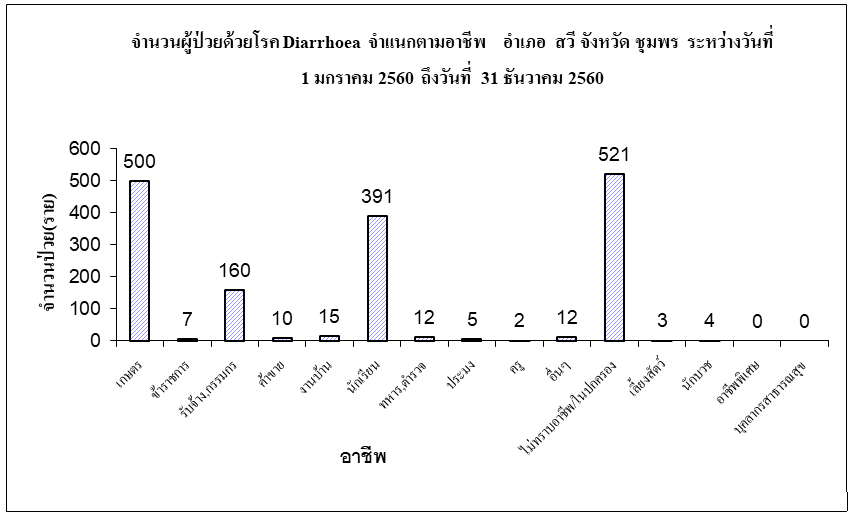 จำนวนผู้ป่วยด้วยโรค Diarrhoea จำแนกตามอาชีพ อำเภอ สวี จังหวัด ชุมพร ระหว่างวันที่
1 มกราคม 2560 ถึงวันที่ 31 ธันวาคม 2560
จำนวนป่วย(ราย)
600
500
400
300
200
100
0
500
7
160
10
15
391
12
5
2
12
521
3
4
0
0
เกษตร
ข้าราชการ
รับจ้าง,กรรมกร
ค้าขาย
งานบ้าน
นักเรียน
ทหาร,ตำรวจ
ประมง
ครู
อื่นๆ
ไม่ทราบอาชีพ/ในปกครอง
เลี้ยงสัตว์
นักบวช
อาชีพพิเศษ
บุคลากรสาธารณสุข
อาชีพ